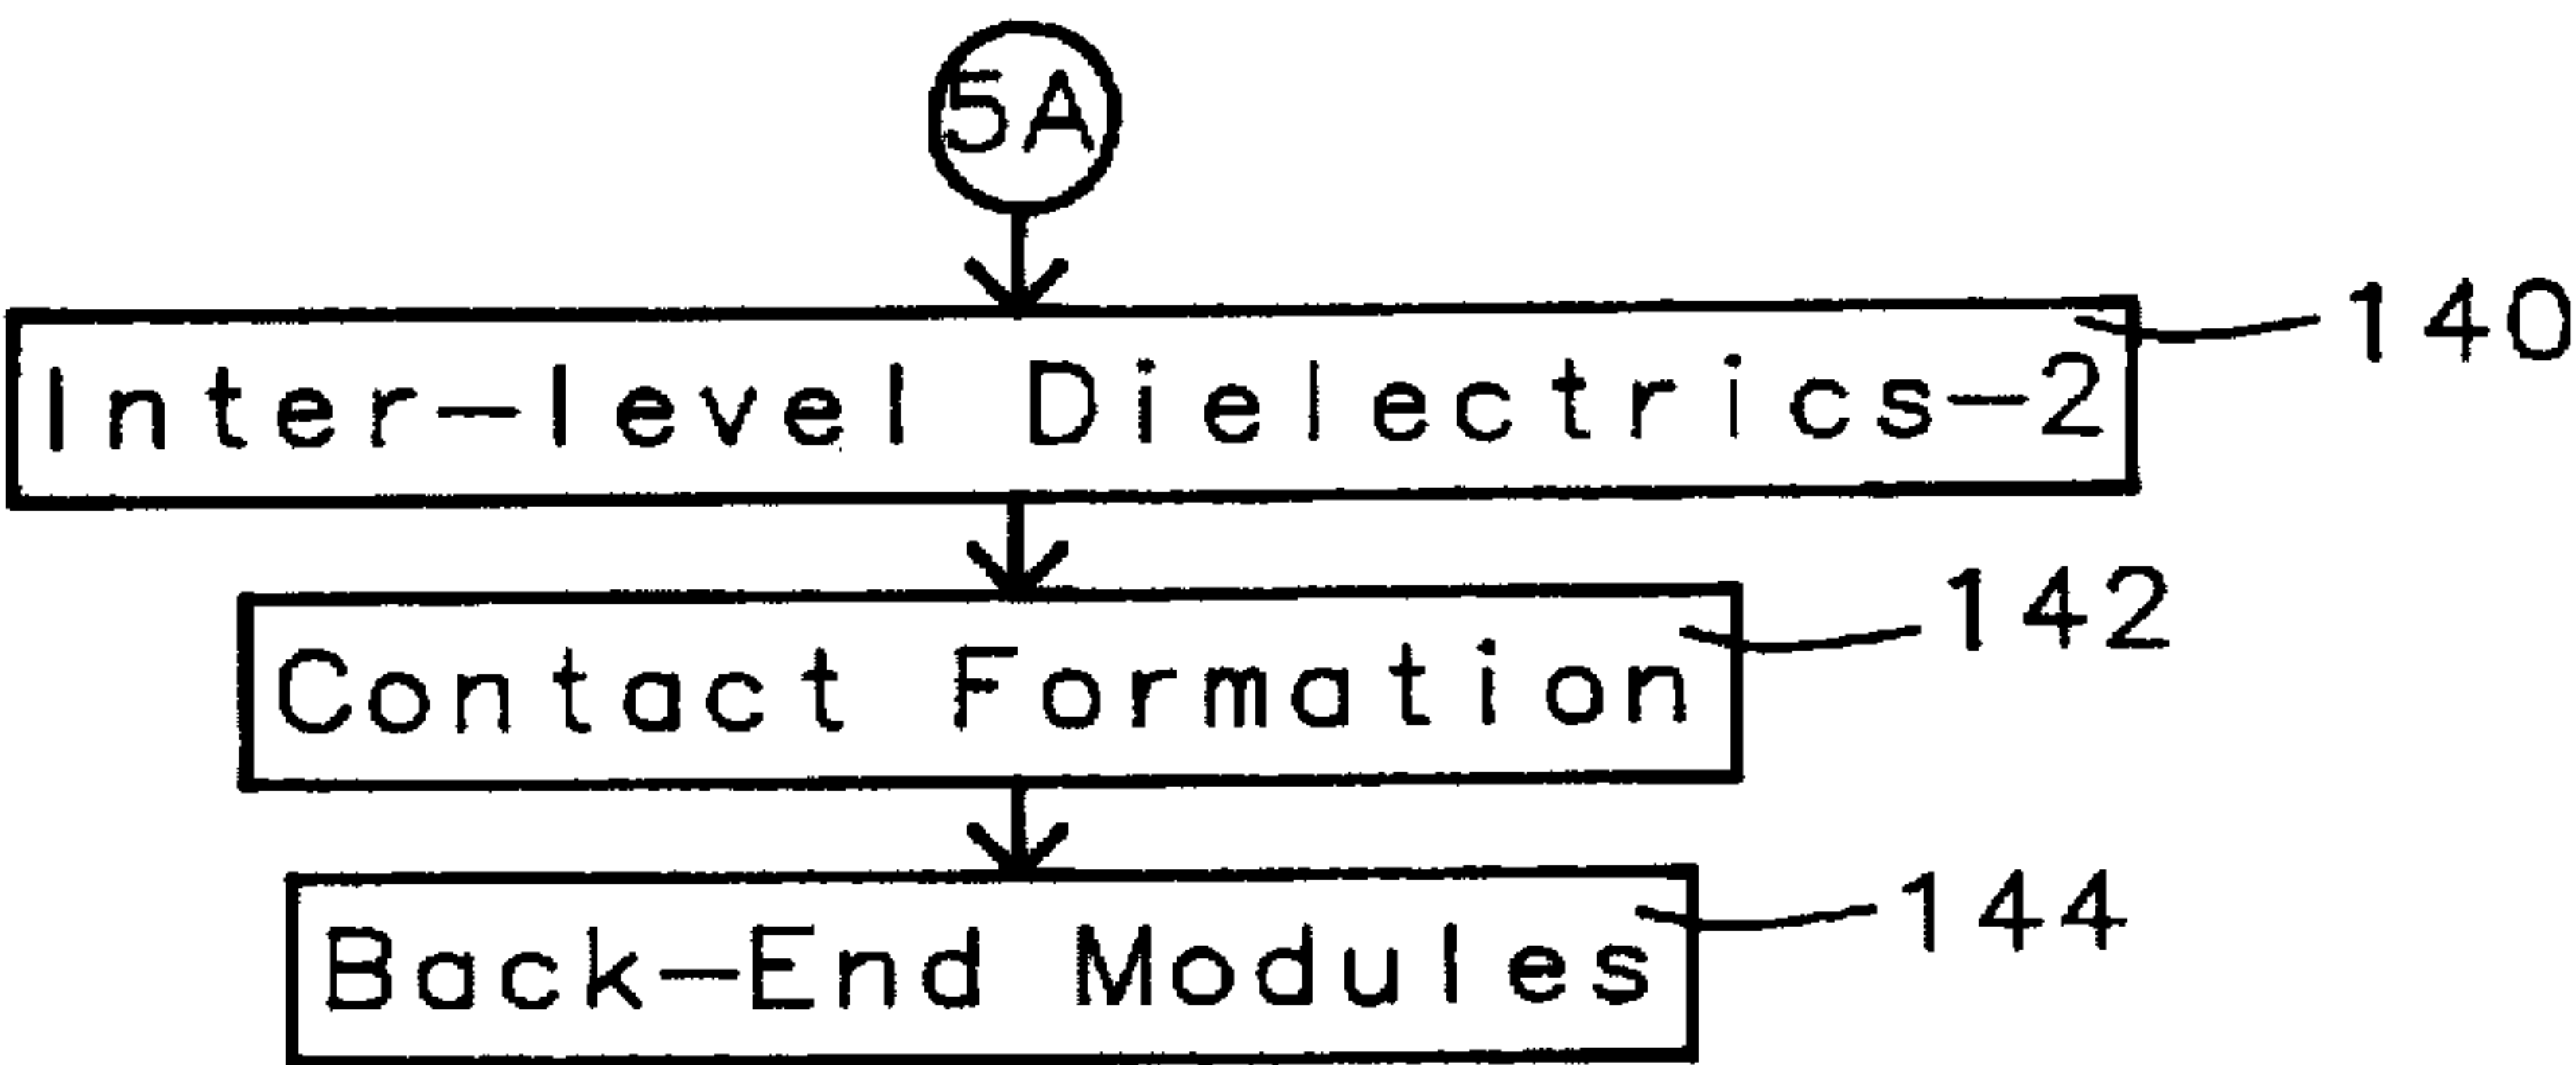 5A
Inter-level Dielectrics-2 140
Contact Formation 142
Back-End Modules 144